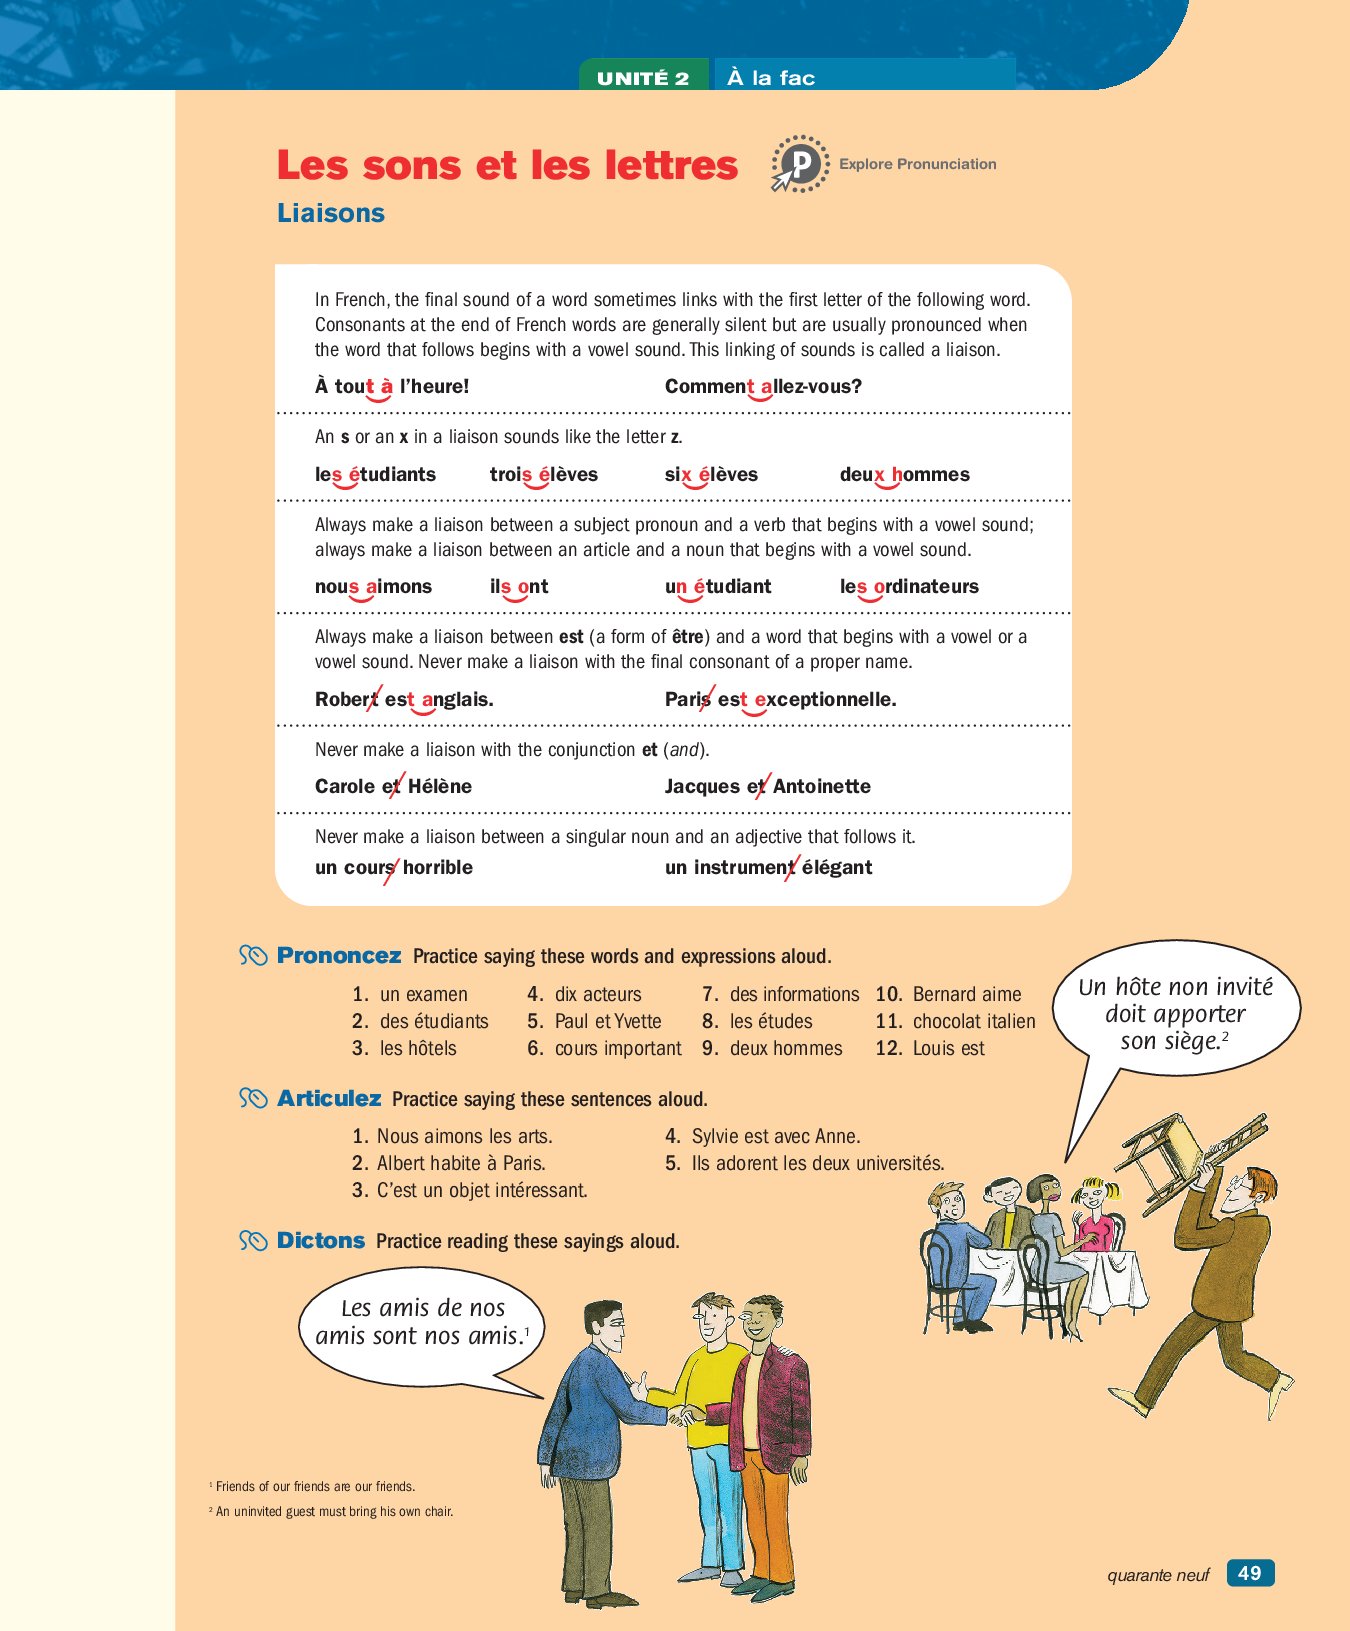 UNITÉ 2 À la fac
Les sons et les lettres
P Explore Pronunciation
Liaisons
In French, the final sound of a word sometimes links with the first letter of the following word.
Consonants at the end of French words are generally silent but are usually pronounced when
the word that follows begins with a vowel sound. This linking of sounds is called a liaison.
À tout à l'heure! Comment allez-vous?
An s or an x in a liaison sounds like the letter z.
les étudiants trois élèves six élèves deux hommes
Always make a liaison between a subject pronoun and a verb that begins with a vowel sound;
always make a liaison between an article and a noun that begins with a vowel sound.
nous aimons ils ont un étudiant les ordinateurs
Always make a liaison between est (a form of être) and a word that begins with a vowel or a
vowel sound. Never make a liaison with the final consonant of a proper name.
Robert est anglais. Paris est exceptionnelle.
Never make a liaison with the conjunction et (and).
Carole et Hélène Jacques et Antoinette
Never make a liaison between a singular noun and an adjective that follows it.
un cours horrible un instrument élégant
Prononcez Practice saying these words and expressions aloud.
1. un examen 4. dix acteurs 7. des informations 10. Bernard aime
2. des étudiants 5. Paul et Yvette 8. les études 11. chocolat italien
3. les hôtels 6. cours important 9. deux hommes 12. Louis est
Un hôte non invité
doit apporter
son siège.2
Articulez Practice saying these sentences aloud.
1. Nous aimons les arts. 4. Sylvie est avec Anne.
2. Albert habite à Paris. 5. Ils adorent les deux universités.
3. C'est un objet intéressant.
Dictons Practice reading these sayings aloud.
Les amis de nos
amis sont nos amis.1
1 Friends of our friends are our friends.
2 An uninvited guest must bring his own chair.
quarante neuf 49